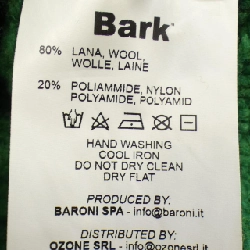 Bark™
80% LANA, WOOL,
WOLLE, LAINE
20% POLIAMMIDE, NYLON
POLYAMIDE, POLYAMID
HAND WASHING
COOL IRON
DO NOT DRY CLEAN
DRY FLAT
PRODUCED BY:
BARONI SPA - info@baroni.it
DISTRIBUTED BY:
OZONE SRL - info@ozonesrl.it